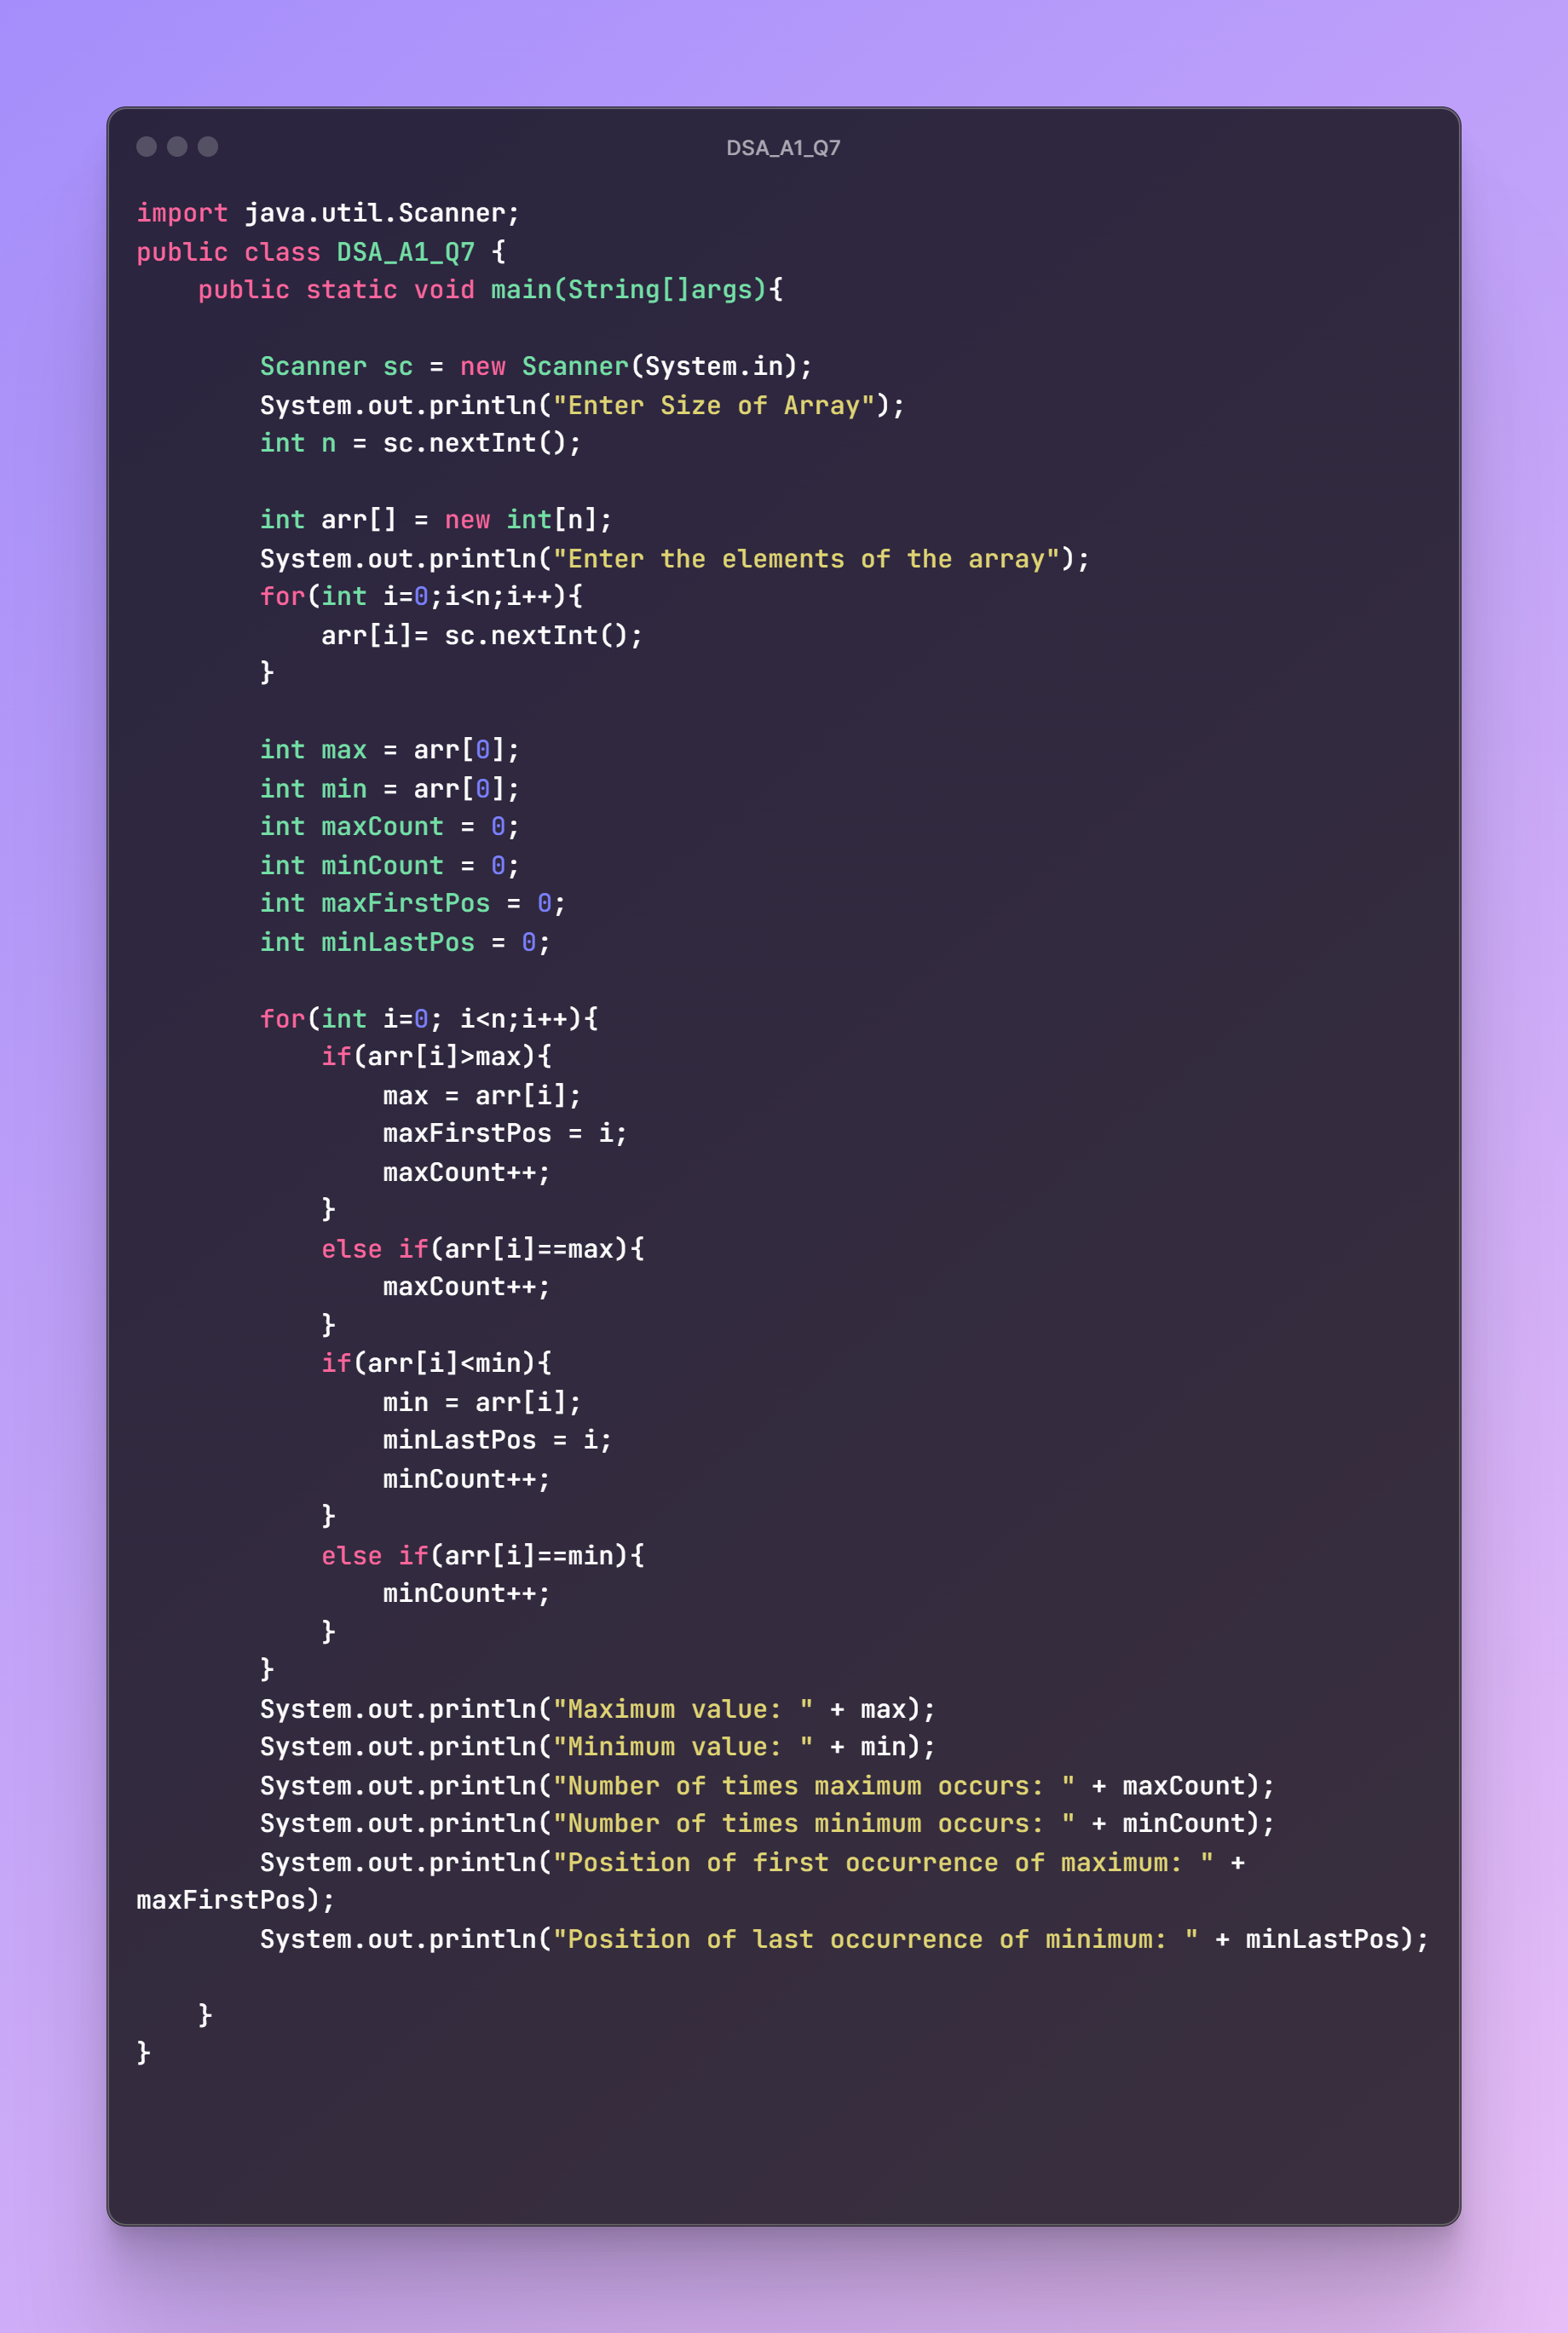 DSA_A1_Q7
import java.util.Scanner;
public class DSA_A1_Q7 {
    public static void main(String[]args){

        Scanner sc = new Scanner(System.in);
        System.out.println("Enter Size of Array");
        int n = sc.nextInt();

        int arr[] = new int[n];
        System.out.println("Enter the elements of the array");
        for(int i=0;i<n;i++){
            arr[i]= sc.nextInt();
        }

        int max = arr[0];
        int min = arr[0];
        int maxCount = 0;
        int minCount = 0;
        int maxFirstPos = 0;
        int minLastPos = 0;

        for(int i=0; i<n;i++){
            if(arr[i]>max){
                max = arr[i];
                maxFirstPos = i;
                maxCount++;
            }
            else if(arr[i]==max){
                maxCount++;
            }
            if(arr[i]<min){
                min = arr[i];
                minLastPos = i;
                minCount++;
            }
            else if(arr[i]==min){
                minCount++;
            }
        }
        System.out.println("Maximum value: " + max);
        System.out.println("Minimum value: " + min);
        System.out.println("Number of times maximum occurs: " + maxCount);
        System.out.println("Number of times minimum occurs: " + minCount);
        System.out.println("Position of first occurrence of maximum: " +
maxFirstPos);
        System.out.println("Position of last occurrence of minimum: " + minLastPos);

    }
}